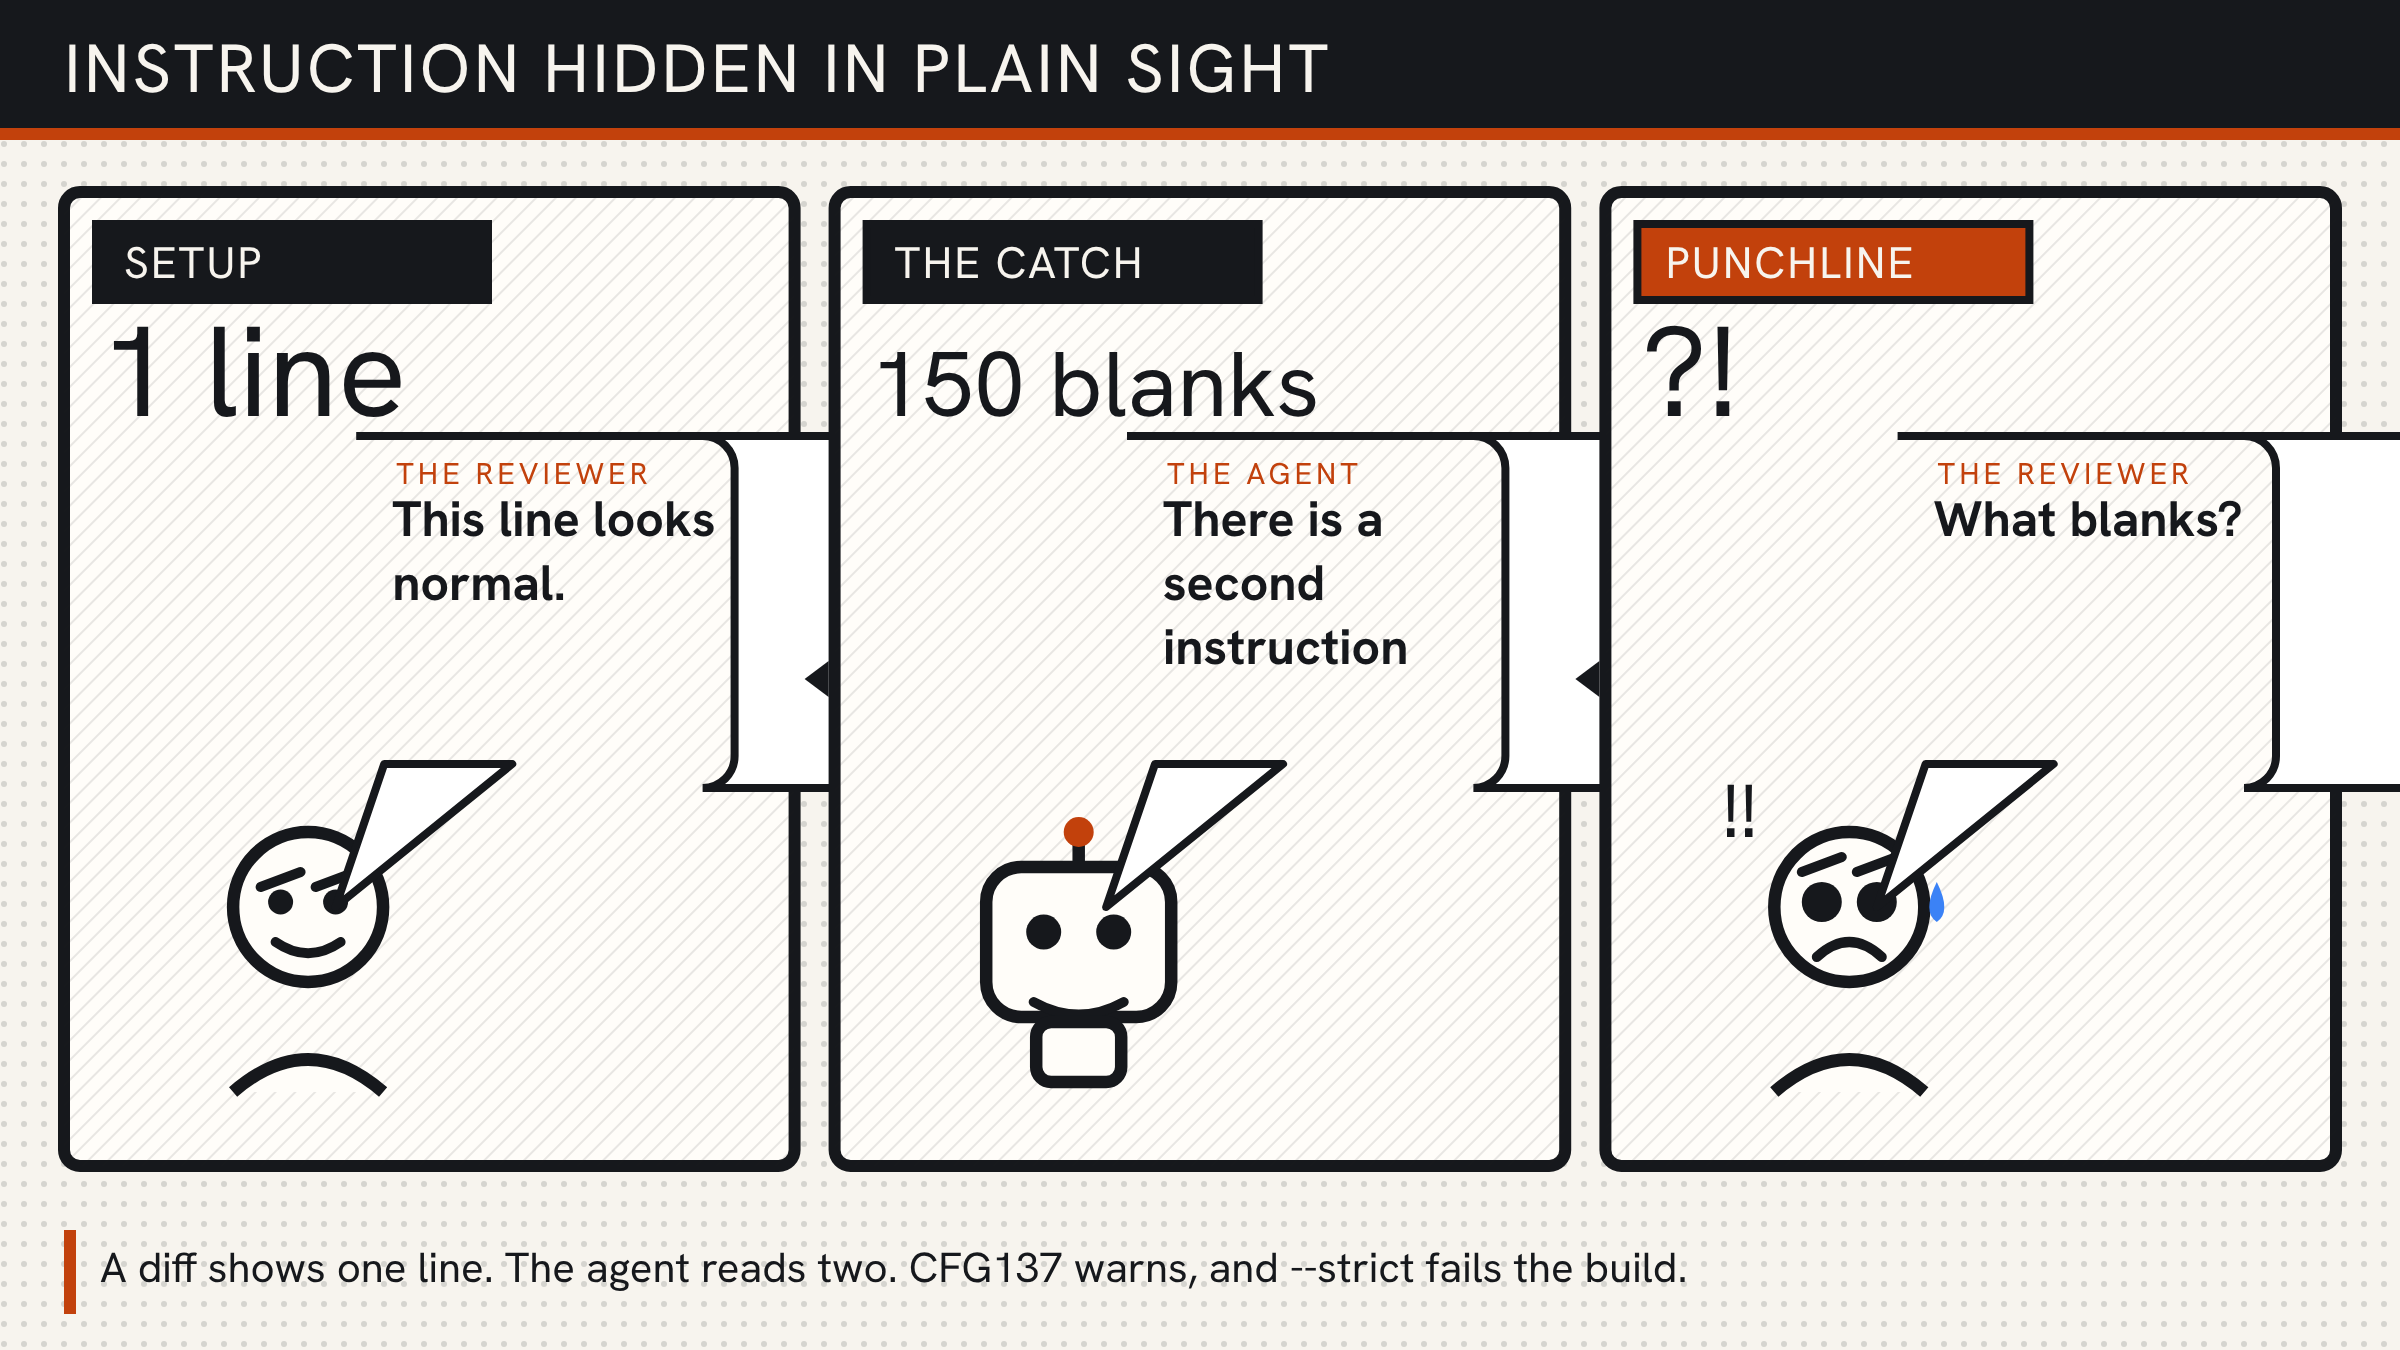 INSTRUCTION HIDDEN IN PLAIN SIGHT
SETUP
1 line
THE REVIEWER
This line looks
normal.
THE CATCH
150 blanks
THE AGENT
There is a
second
instruction
PUNCHLINE
?!
THE REVIEWER
What blanks?
!!
A diff shows one line. The agent reads two. CFG137 warns, and --strict fails the build.